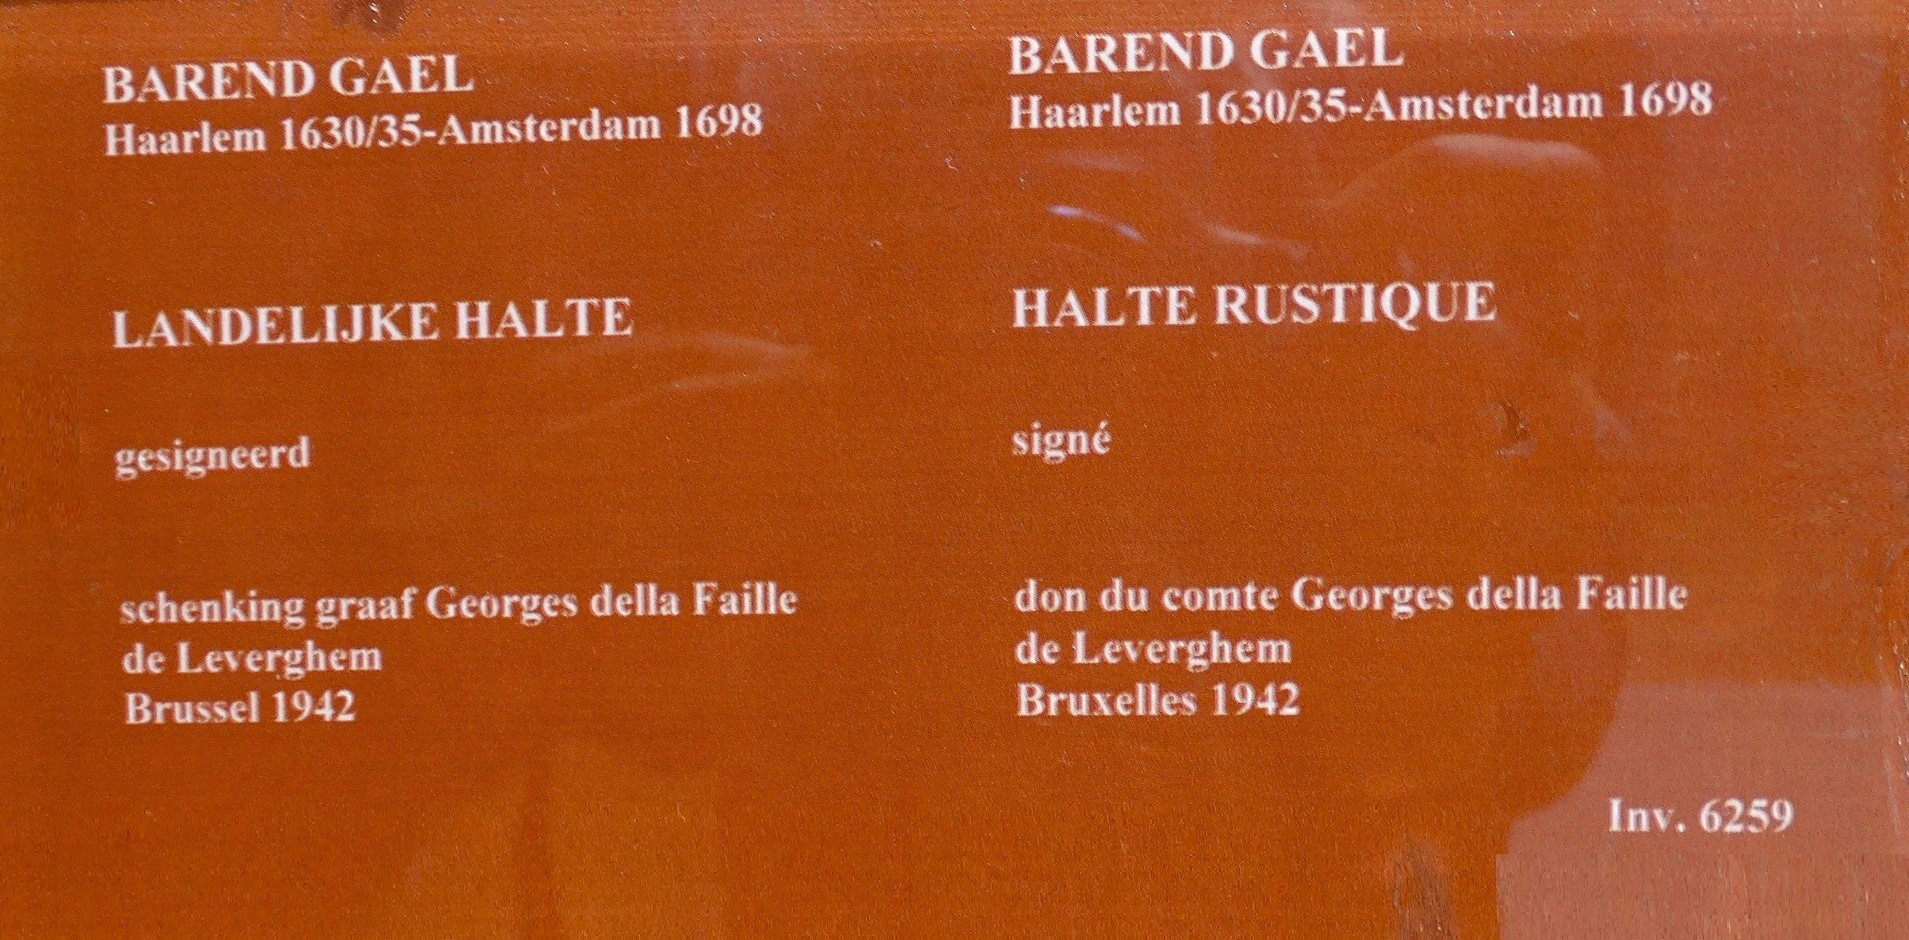 BAREND GAEL
Haarlem 1630/35-Amsterdam 1698
LANDELIJKE HALTE
gesigneerd
schenking graaf Georges della Faille
de Leverghem
Brussel 1942
BAREND GAEL
Haarlem 1630/35-Amsterdam 1698
HALTE RUSTIQUE
signé
don du comte Georges della Faille
de Leverghem
Bruxelles 1942
Inv. 6259